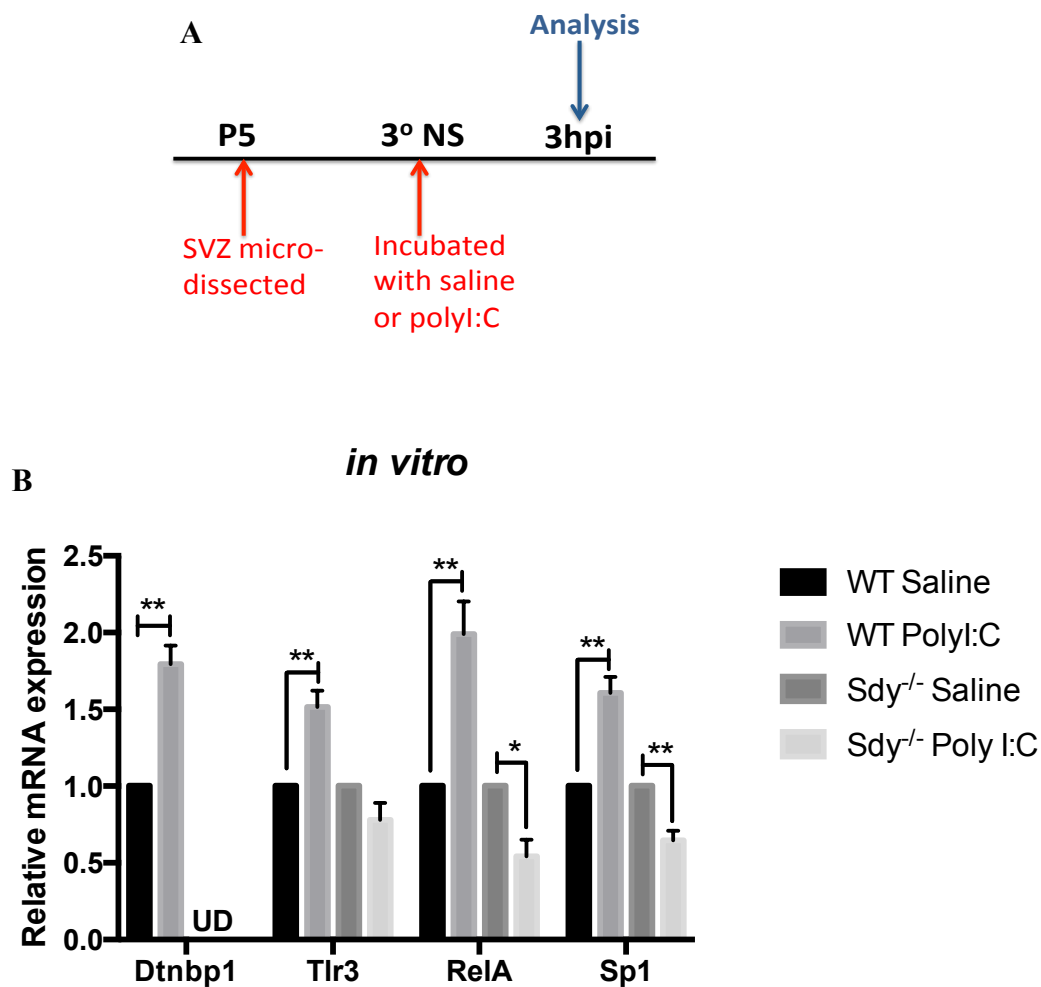 A
Analysis
P5
3º NS
3hpi
SVZ micro-
dissected
Incubated
with saline
or polyI:C
in vitro
B
Relative mRNA expression
2.5
2.0
1.5
1.0
0.5
0.0
**
UD
**
**
*
**
**
Dtnbp1
Tlr3
RelA
Sp1
WT Saline
WT PolyI:C
Sdy-/- Saline
Sdy-/- Poly I:C